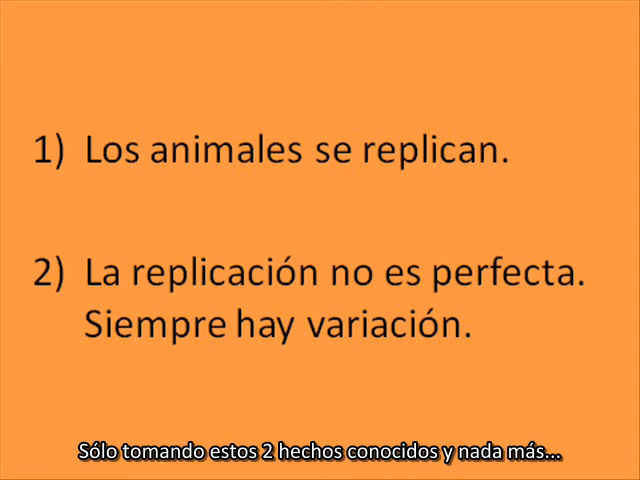 1) Los animales se replican.
2) La replicación no es perfecta.
Siempre hay variación.
Sólo tomando estos 2 hechos conocidos y nada más...